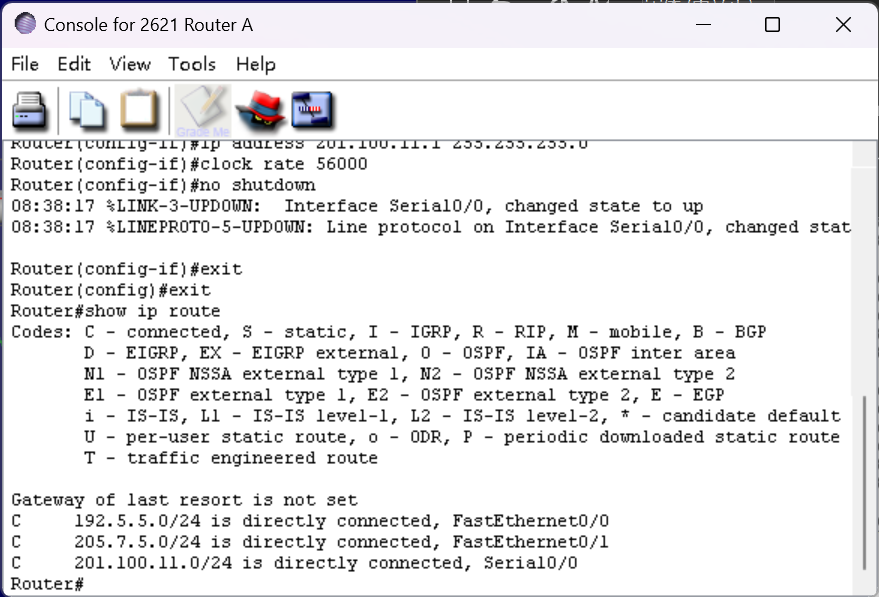 Console for 2621 Router A
File Edit View Tools Help
Grade Me
Router(config-if)#ip address 201.100.11.1 255.255.255.0
Router(config-if)#clock rate 56000
Router(config-if)#no shutdown
08:38:17 %LINK-3-UPDOWN:  Interface Serial0/0, changed state to up
08:38:17 %LINEPROTO-5-UPDOWN: Line protocol on Interface Serial0/0, changed stat
Router(config-if)#exit
Router(config)#exit
Router#show ip route
Codes: C - connected, S - static, I - IGRP, R - RIP, M - mobile, B - BGP
       D - EIGRP, EX - EIGRP external, O - OSPF, IA - OSPF inter area
       N1 - OSPF NSSA external type 1, N2 - OSPF NSSA external type 2
       E1 - OSPF external type 1, E2 - OSPF external type 2, E - EGP
       i - IS-IS, L1 - IS-IS level-1, L2 - IS-IS level-2, * - candidate default
       U - per-user static route, o - ODR, P - periodic downloaded static route
       T - traffic engineered route
Gateway of last resort is not set
C     192.5.5.0/24 is directly connected, FastEthernet0/0
C     205.7.5.0/24 is directly connected, FastEthernet0/1
C     201.100.11.0/24 is directly connected, Serial0/0
Router#